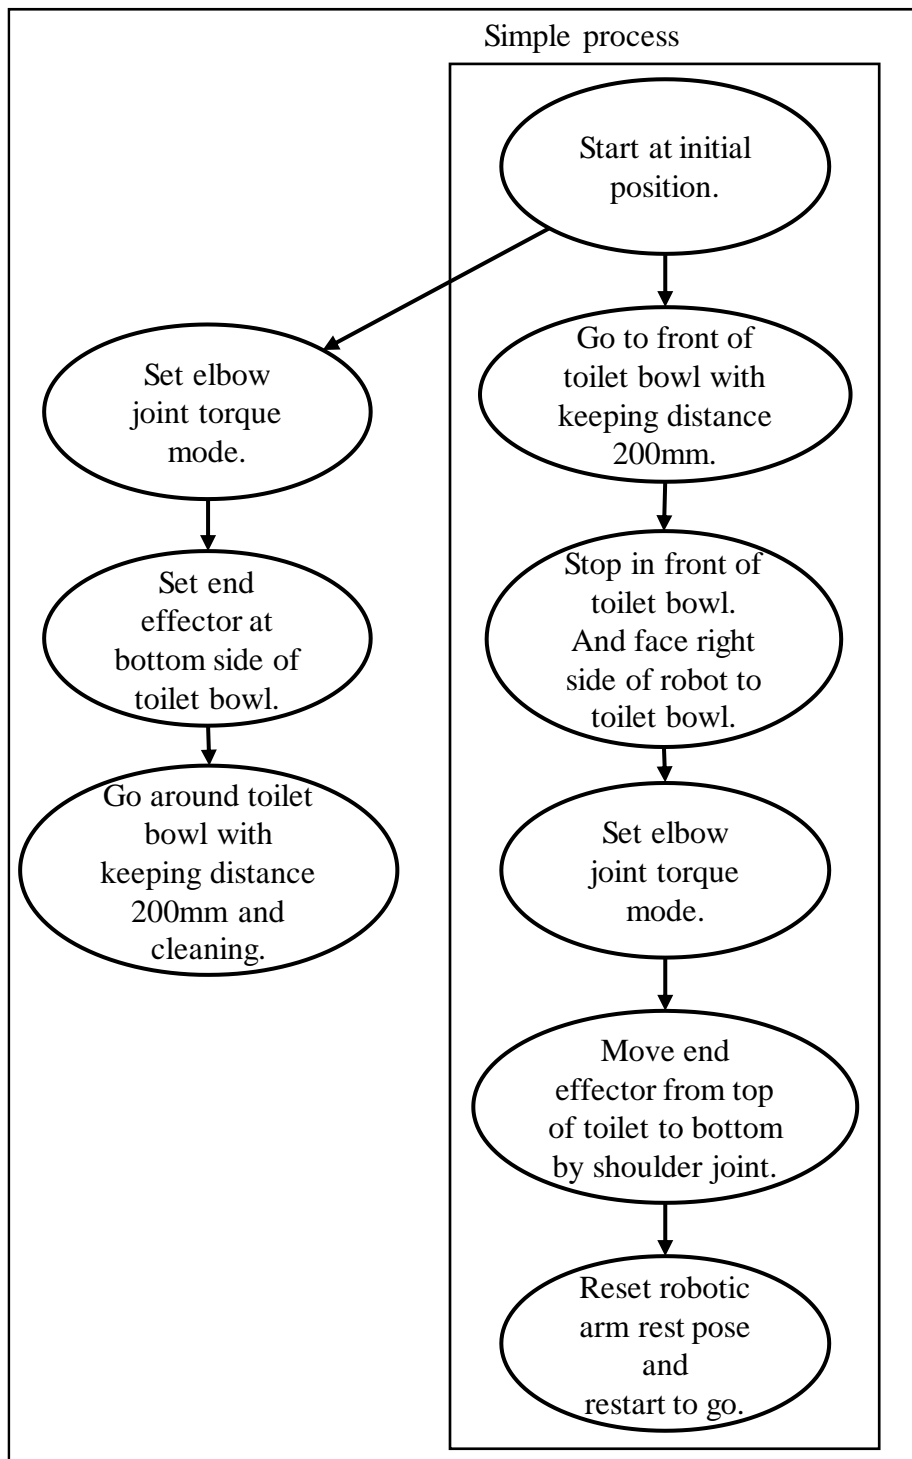 Simple process
Start at initial
position.
Go to front of
toilet bowl with
keeping distance
200mm.
Stop in front of
toilet bowl.
And face right
side of robot to
toilet bowl.
Set elbow
joint torque
mode.
Move end
effector from top
of toilet to bottom
by shoulder joint.
Reset robotic
arm rest pose
and
restart to go.
Set elbow
joint torque
mode.
Set end
effector at
bottom side of
toilet bowl.
Go around toilet
bowl with
keeping distance
200mm and
cleaning.